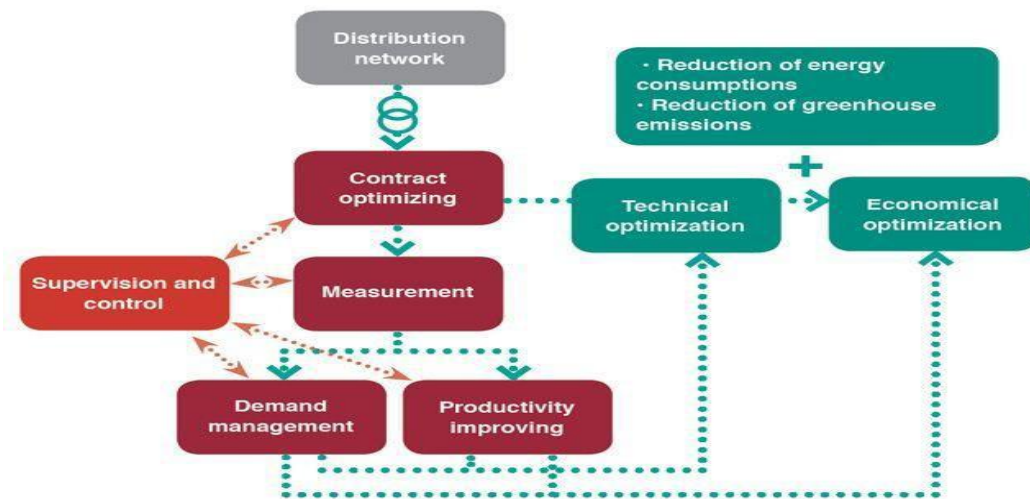 Distribution
network
• Reduction of energy
consumptions
• Reduction of greenhouse
emissions
Contract
optimizing
Technical
optimization
Economical
optimization
Supervision and
control
Measurement
Demand
management
Productivity
improving